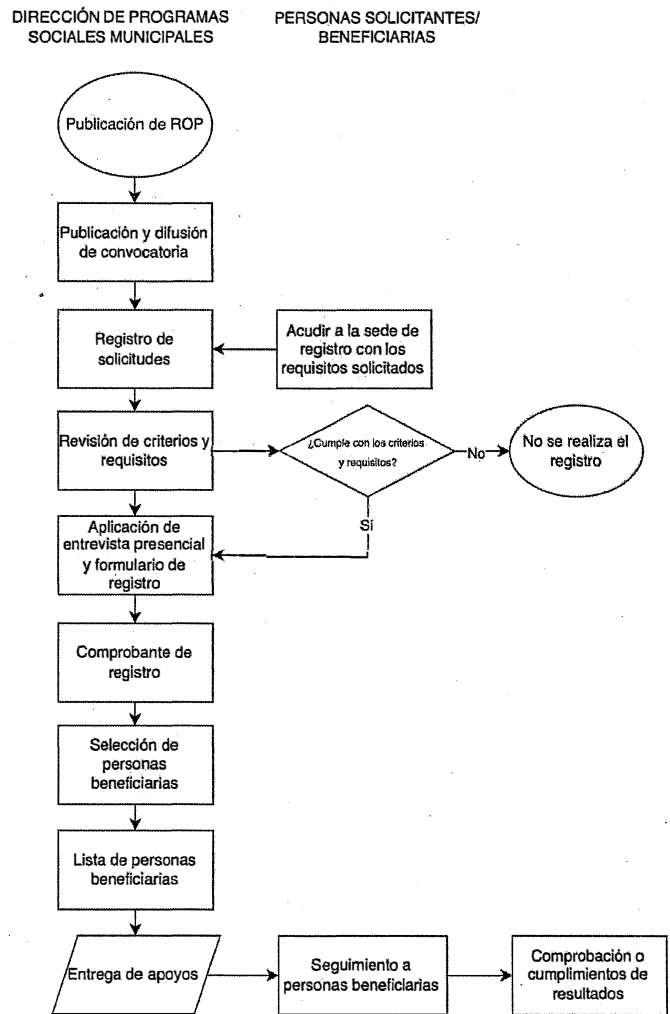 DIRECCIÓN DE PROGRAMAS
SOCIALES MUNICIPALES
PERSONAS SOLICITANTES/
BENEFICIARIAS
Publicación de ROP
Publicación y difusión
de convocatoria
Registro de
solicitudes
Acudir a la sede de
registro con los
requisitos solicitados
Revisión de criterios y
requisitos
¿Cumple con los criterios
y requisitos?
No
No se realiza el
registro
Sí
Aplicación de
entrevista presencial
y formulario de
registro
Comprobante de
registro
Selección de
personas
beneficiarias
Lista de personas
beneficiarias
Entrega de apoyos
Seguimiento a
personas beneficiarias
Comprobación o
cumplimientos de
resultados